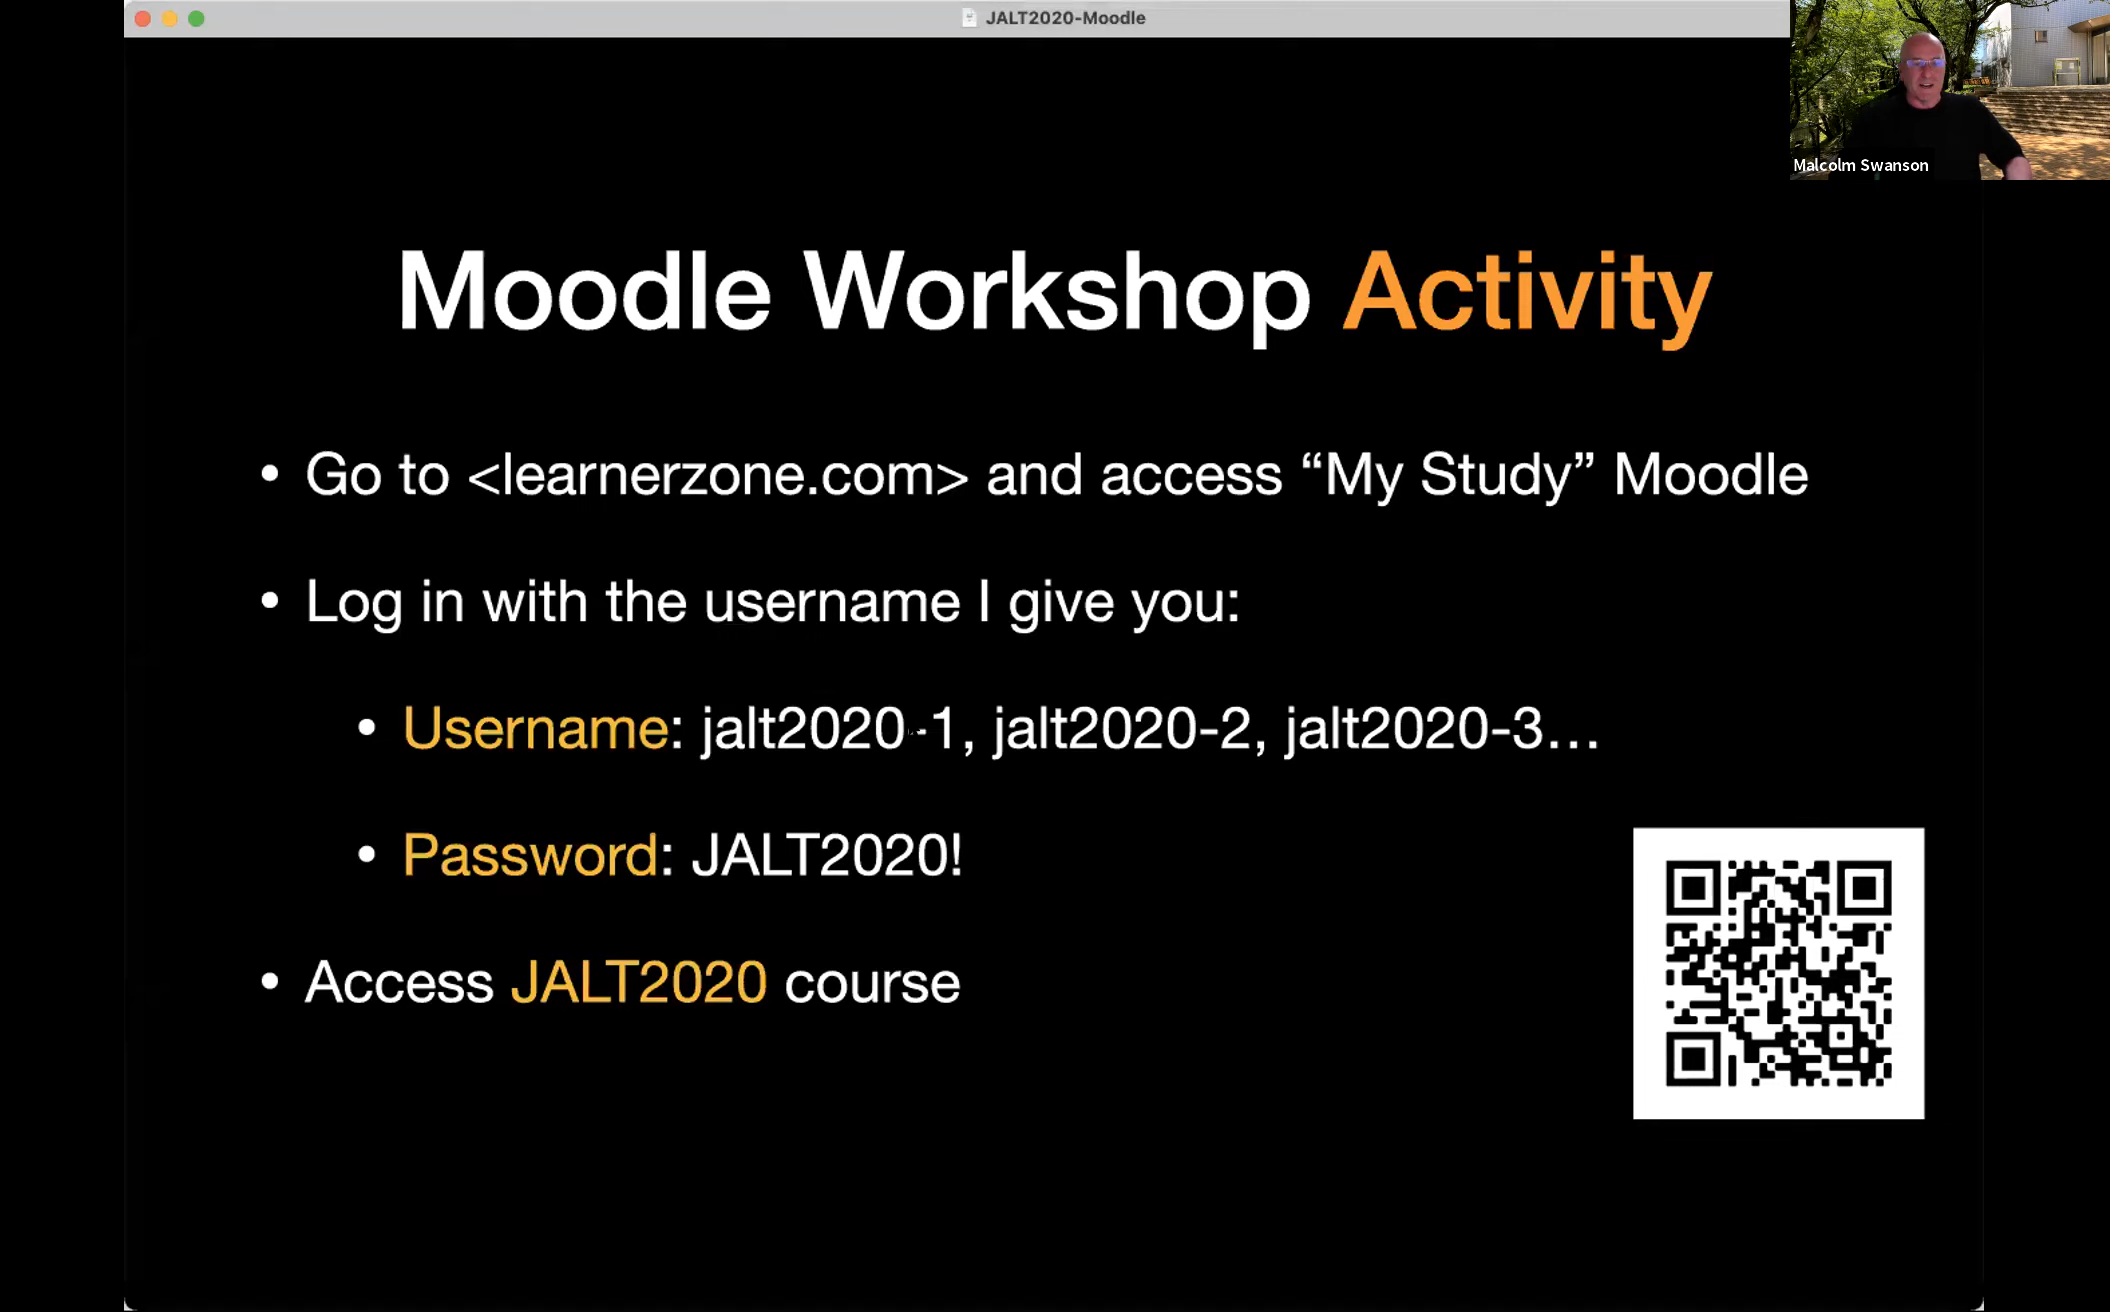 JALT2020-Moodle
Malcolm Swanson
Moodle Workshop Activity
• Go to <learnerzone.com> and access “My Study” Moodle
• Log in with the username I give you:
• Username: jalt2020-1, jalt2020-2, jalt2020-3…
• Password: JALT2020!
• Access JALT2020 course